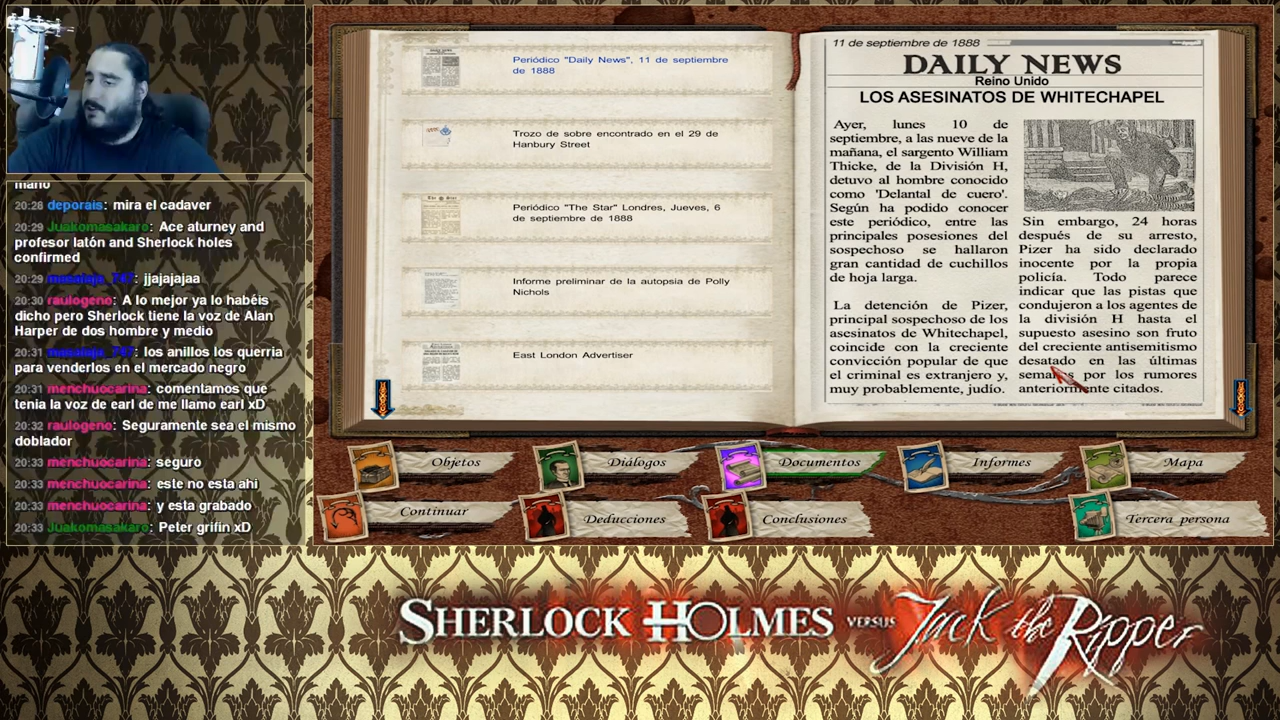 mano
20:28 deporais: mira el cadaver
20:29 Juakomasakaro: Ace aturney and
profesor latón and Sherlock holes
confirmed
20:29 jjajajajaa
20:30 raulogeno: A lo mejor ya lo habéis
dicho pero Sherlock tiene la voz de Alan
Harper de dos hombre y medio
20:31 los anillos los querria
para venderlos en el mercado negro
20:31 menchuocarina: comentamos que
tenia la voz de earl de me llamo earl xD
20:32 raulogeno: Seguramente sea el mismo
doblador
20:33 menchuocarina: seguro
20:33 menchuocarina: este no esta ahi
20:33 menchuocarina: y esta grabado
20:33 Juakomasakaro: Peter grifin xD
Periódico "Daily News", 11 de septiembre
de 1888
Trozo de sobre encontrado en el 29 de
Hanbury Street
Periódico "The Star" Londres, Jueves, 6
de septiembre de 1888
Informe preliminar de la autopsia de Polly
Nichols
East London Advertiser
11 de septiembre de 1888
DAILY NEWS
Reino Unido
LOS ASESINATOS DE WHITECHAPEL
Ayer, lunes 10 de
septiembre, a las nueve de la
mañana, el sargento William
Thicke, de la División H,
detuvo al hombre conocido
como 'Delantal de cuero'.
Según ha podido conocer
este periódico, entre las
principales posesiones del
sospechoso se hallaron
gran cantidad de cuchillos
de hoja larga.
La detención de Pizer,
principal sospechoso de los
asesinatos de Whitechapel,
coincide con la creciente
convicción popular de que
el criminal es extranjero y,
muy probablemente, judío.
Sin embargo, 24 horas
después de su arresto,
Pizer ha sido declarado
inocente por la propia
policía. Todo parece
indicar que las pistas que
condujeron a los agentes de
la división H hasta el
supuesto asesino son fruto
del creciente antisemitismo
desatado en las últimas
semanas por los rumores
anteriormente citados.
Objetos
Diálogos
Documentos
Informes
Mapa
Continuar
Deducciones
Conclusiones
Tercera persona
SHERLOCK HOLMES VERSUS Jack the Ripper